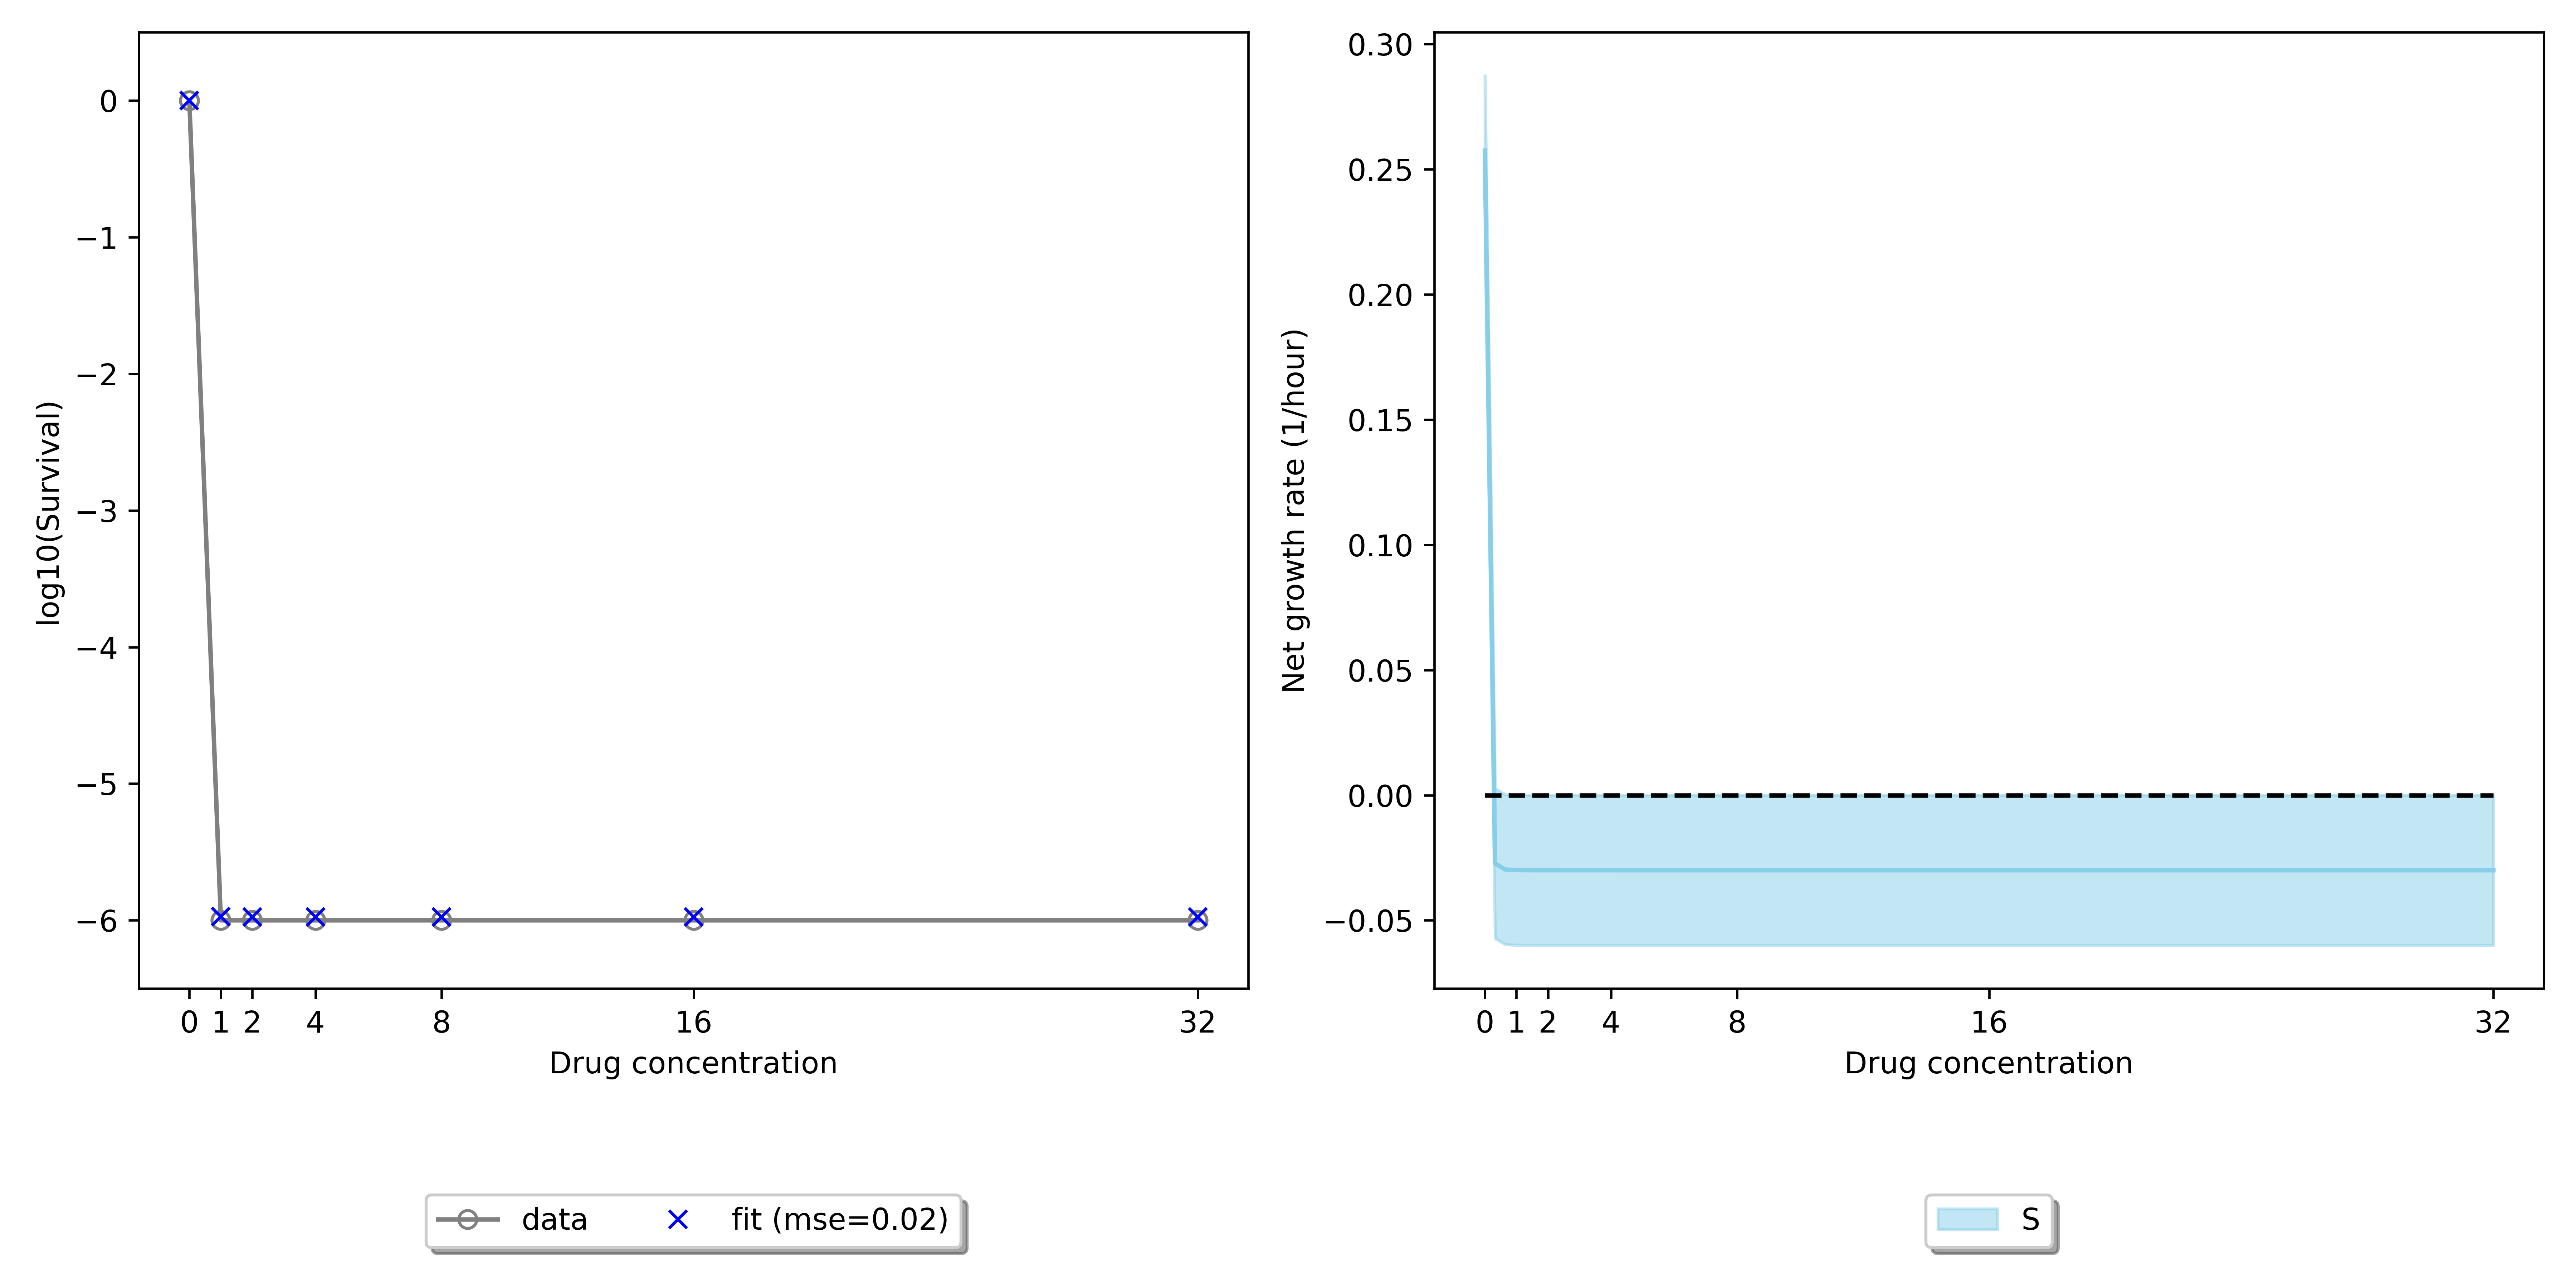 0
−1
−2
−3
−4
−5
−6
log10(Survival)
0 1 2 4 8 16 32
Drug concentration
data fit (mse=0.02)
0.30
0.25
0.20
0.15
0.10
0.05
0.00
−0.05
Net growth rate (1/hour)
0 1 2 4 8 16 32
Drug concentration
S